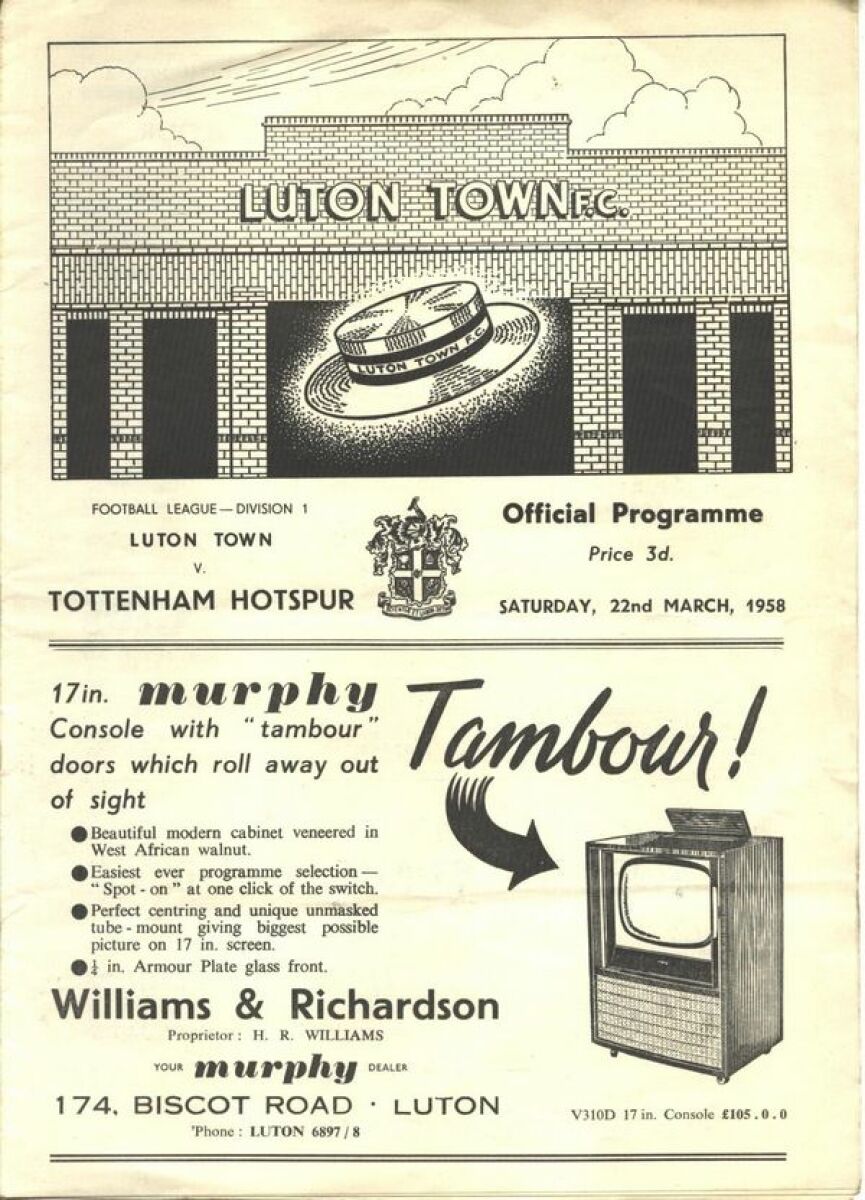 LUTON TOWN F.C.
LUTON TOWN F.C.
FOOTBALL LEAGUE — DIVISION 1
LUTON TOWN
v.
TOTTENHAM HOTSPUR
Official Programme
Price 3d.
SATURDAY, 22nd MARCH, 1958
17in. murphy
Console with "tambour"
doors which roll away out
of sight
Tambour!
● Beautiful modern cabinet veneered in
West African walnut.
● Easiest ever programme selection —
"Spot - on" at one click of the switch.
● Perfect centring and unique unmasked
tube - mount giving biggest possible
picture on 17 in. screen.
● ¼ in. Armour Plate glass front.
Williams & Richardson
Proprietor : H. R. WILLIAMS
YOUR murphy DEALER
174, BISCOT ROAD · LUTON
'Phone : LUTON 6897 / 8
V310D 17 in. Console £105 . 0 . 0